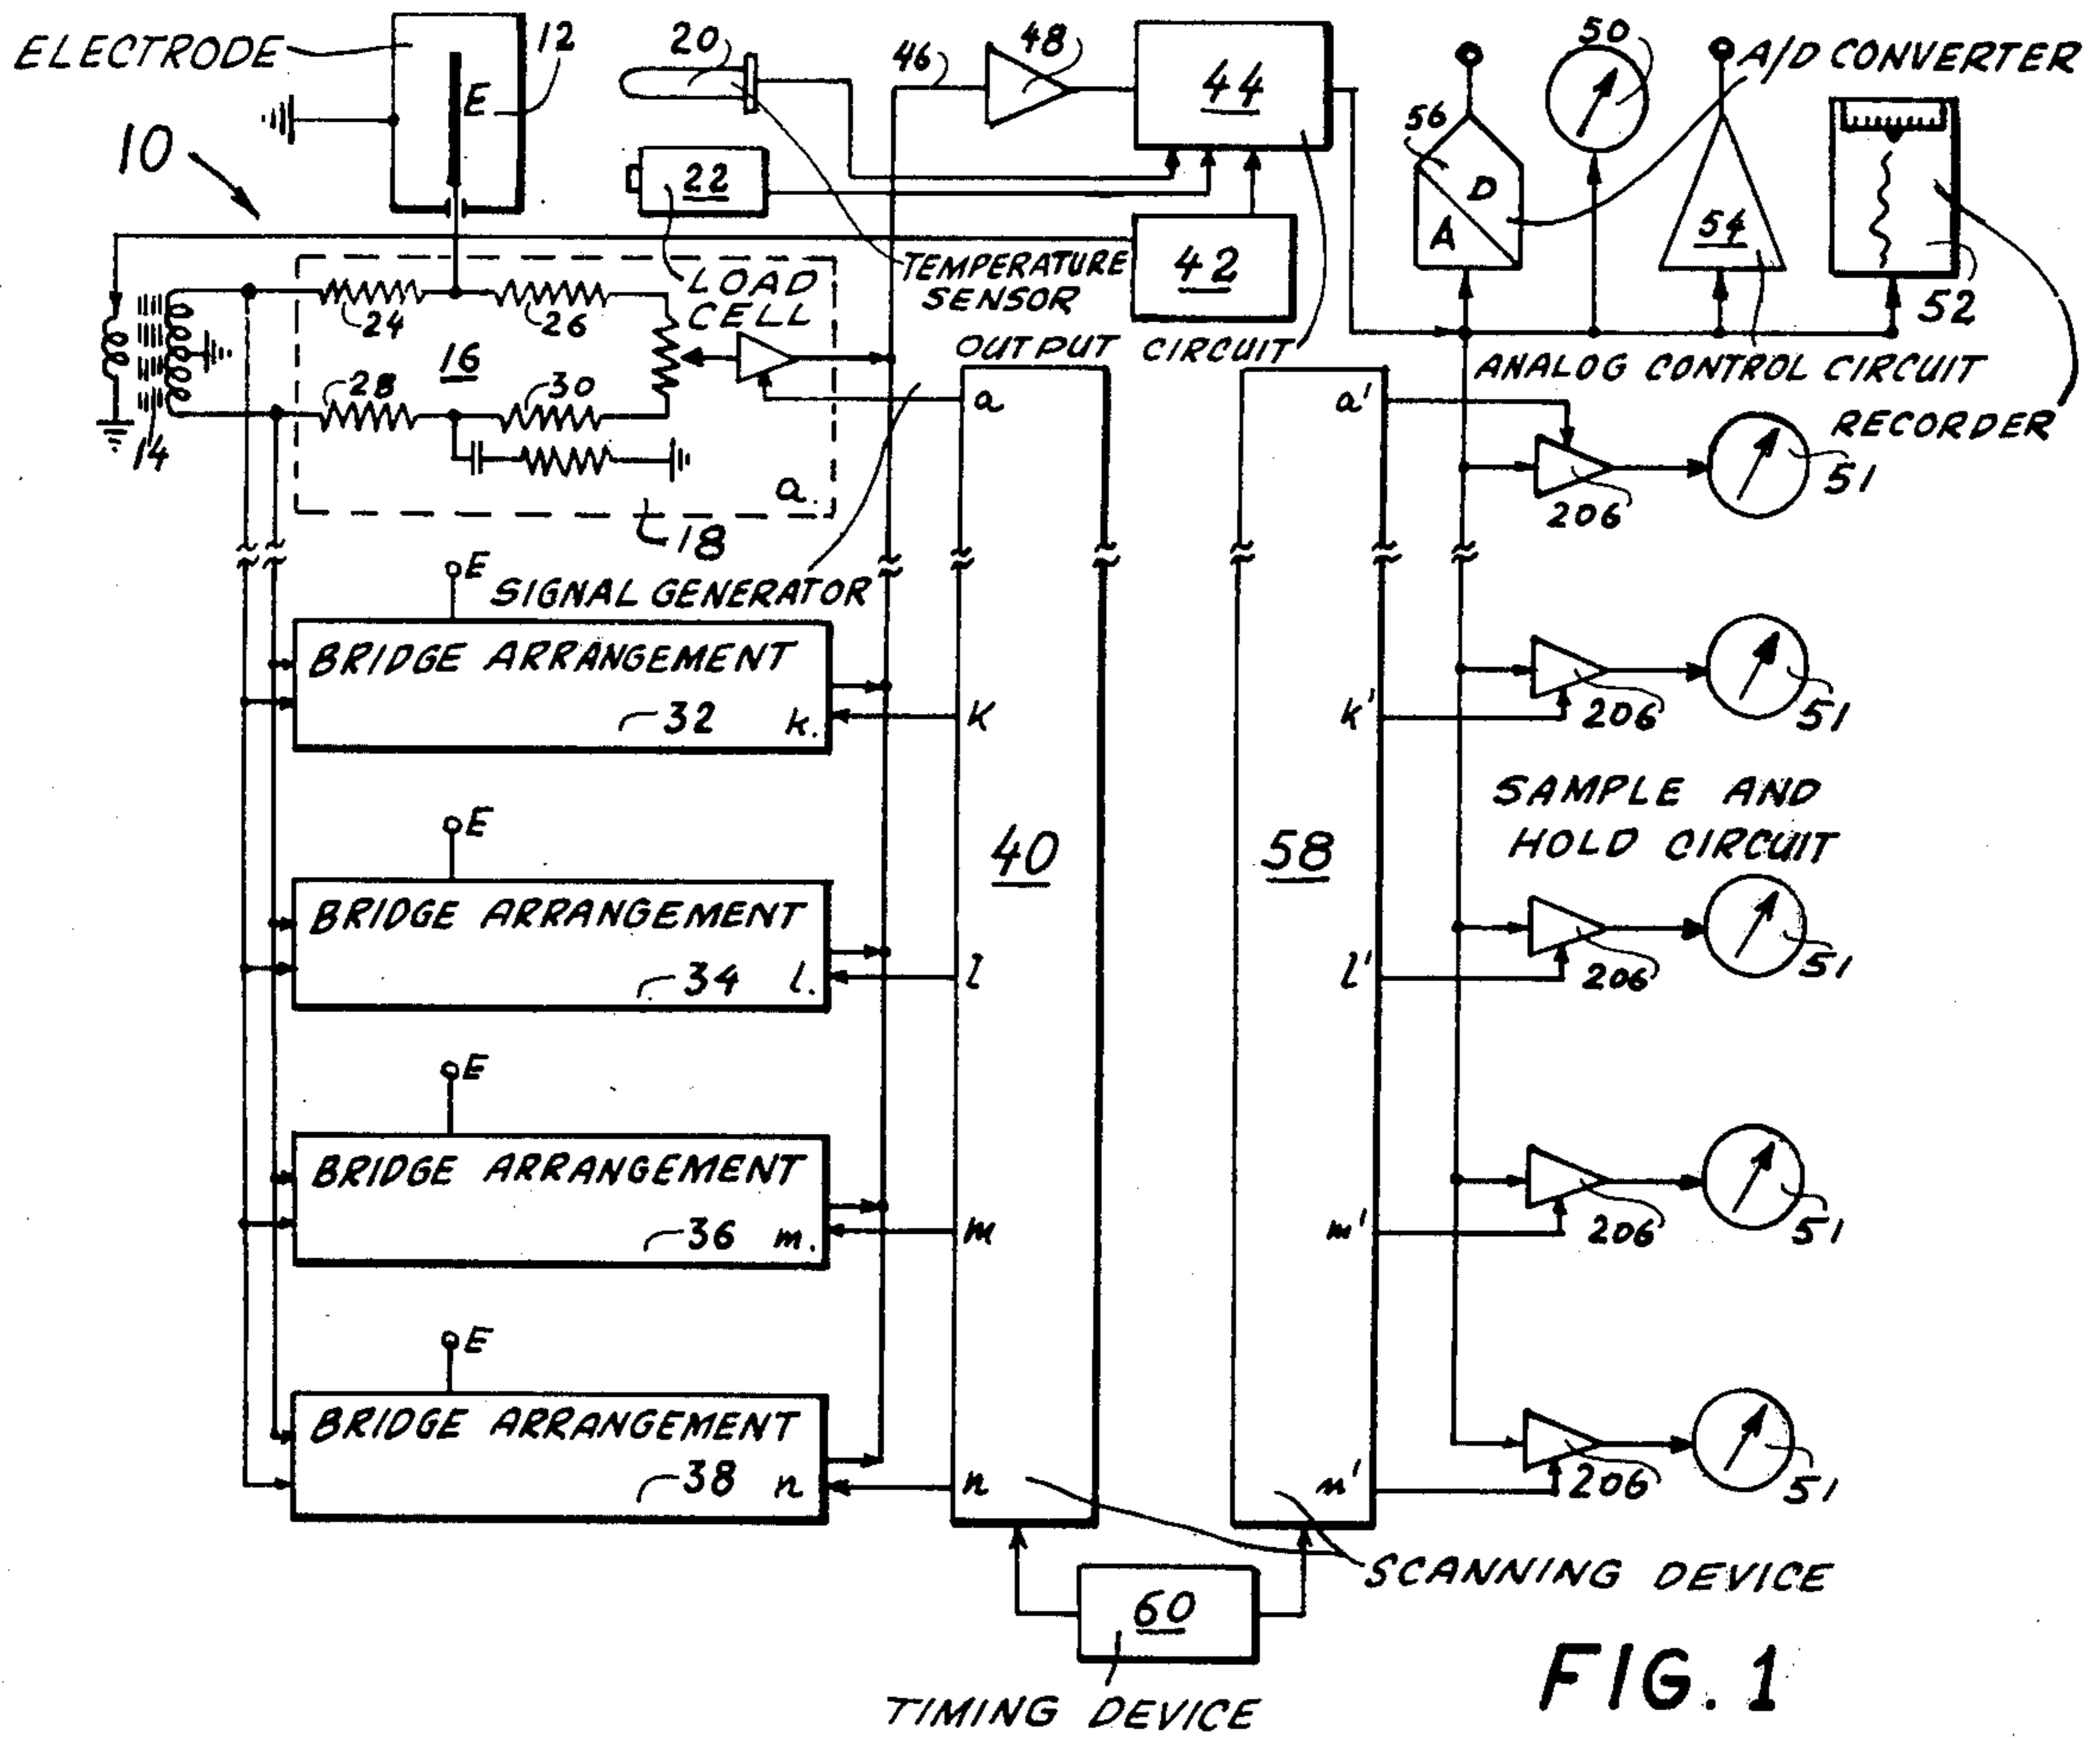 ELECTRODE
12
E
10
20
46
48
44
50
A/D CONVERTER
56
D
A
54
52
22
42
TEMPERATURE
SENSOR
LOAD
CELL
24
26
16
28
30
14
a.
18
OUTPUT CIRCUIT
ANALOG CONTROL CIRCUIT
RECORDER
a
a'
206
51
E
SIGNAL GENERATOR
BRIDGE ARRANGEMENT
32
k.
k
k'
206
51
SAMPLE AND
HOLD CIRCUIT
E
40
58
BRIDGE ARRANGEMENT
34
l.
l
l'
206
51
E
BRIDGE ARRANGEMENT
36
m.
m
m'
206
51
E
BRIDGE ARRANGEMENT
38
n
n
n'
206
51
SCANNING DEVICE
60
TIMING DEVICE
FIG. 1